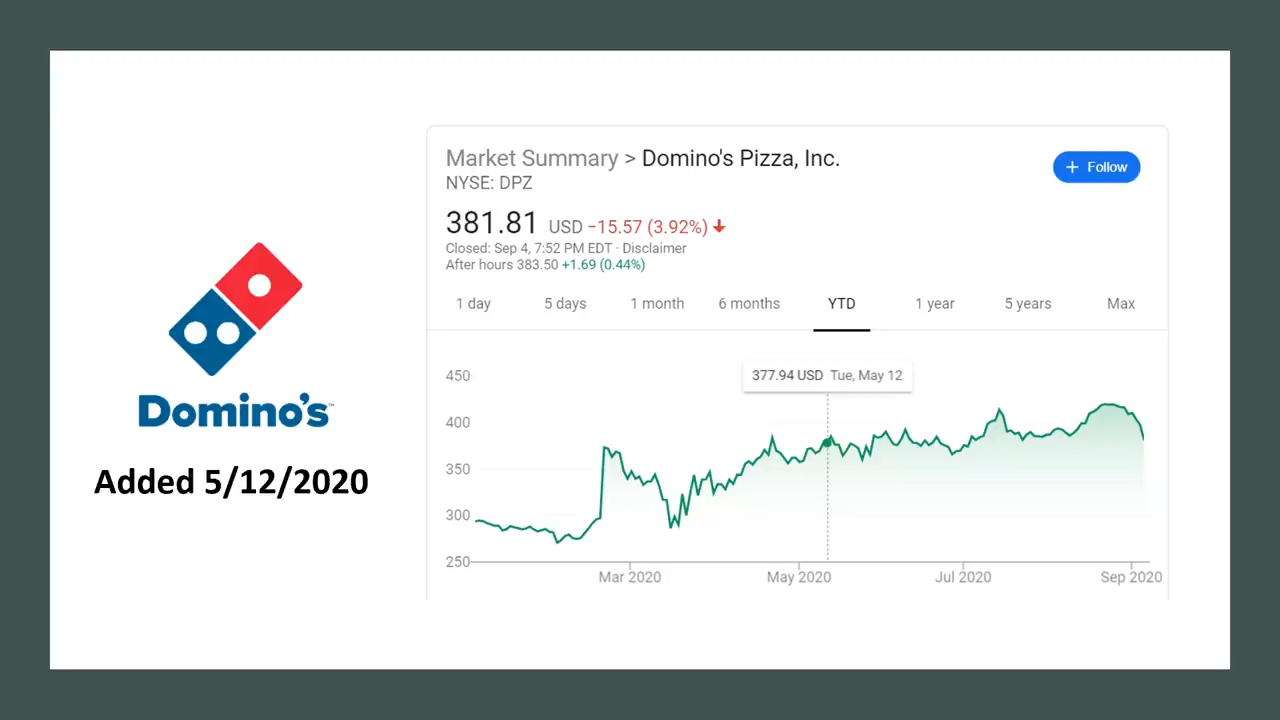 Domino's™
Added 5/12/2020
Market Summary > Domino's Pizza, Inc.
NYSE: DPZ
+ Follow
381.81 USD −15.57 (3.92%)
Closed: Sep 4, 7:52 PM EDT · Disclaimer
After hours 383.50 +1.69 (0.44%)
1 day 5 days 1 month 6 months YTD 1 year 5 years Max
377.94 USD Tue, May 12
450
400
350
300
250
Mar 2020 May 2020 Jul 2020 Sep 2020